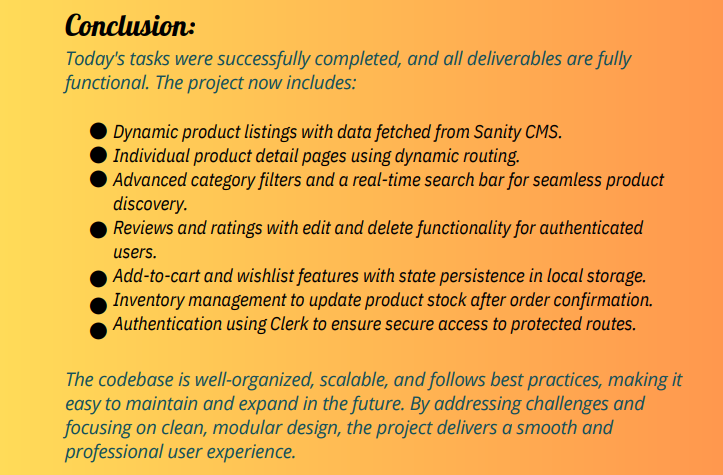 Conclusion:
Today's tasks were successfully completed, and all deliverables are fully
functional. The project now includes:
● Dynamic product listings with data fetched from Sanity CMS.
● Individual product detail pages using dynamic routing.
● Advanced category filters and a real-time search bar for seamless product
discovery.
● Reviews and ratings with edit and delete functionality for authenticated
users.
● Add-to-cart and wishlist features with state persistence in local storage.
● Inventory management to update product stock after order confirmation.
● Authentication using Clerk to ensure secure access to protected routes.
The codebase is well-organized, scalable, and follows best practices, making it
easy to maintain and expand in the future. By addressing challenges and
focusing on clean, modular design, the project delivers a smooth and
professional user experience.